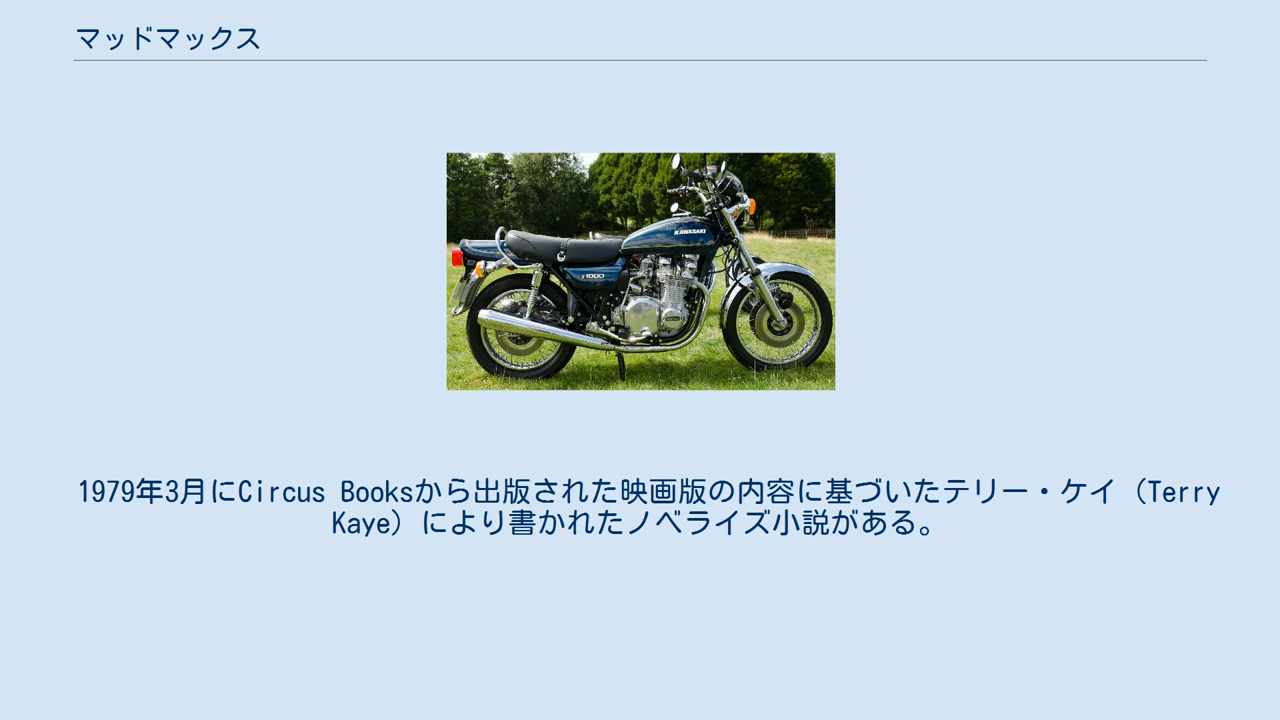 マッドマックス
KAWASAKI
z1000
1979年3月にCircus Booksから出版された映画版の内容に基づいたテリー・ケイ（Terry
Kaye）により書かれたノベライズ小説がある。